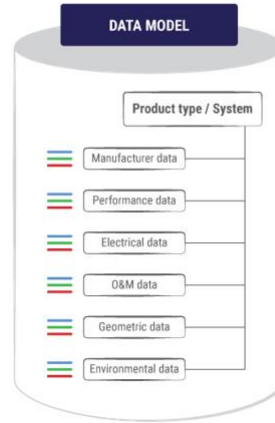 DATA MODEL
Product type / System
Manufacturer data
Performance data
Electrical data
O&M data
Geometric data
Environmental data